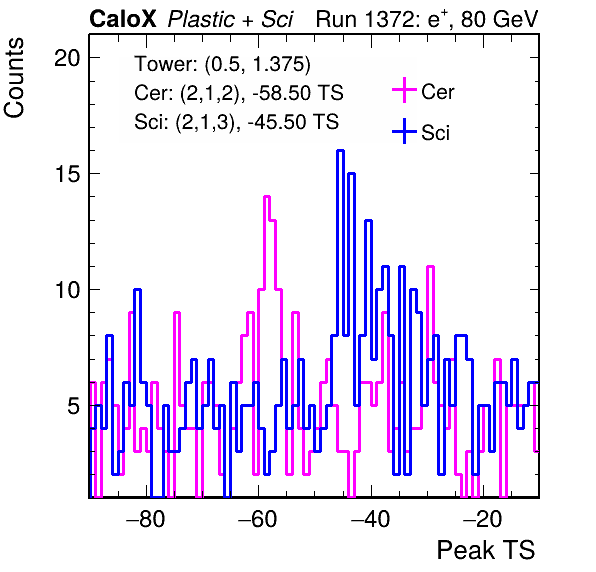 CaloX Plastic + Sci Run 1372: e⁺, 80 GeV
Counts
Tower: (0.5, 1.375)
Cer: (2,1,2), -58.50 TS
Sci: (2,1,3), -45.50 TS
Cer
Sci
20
15
10
5
−80 −60 −40 −20
Peak TS